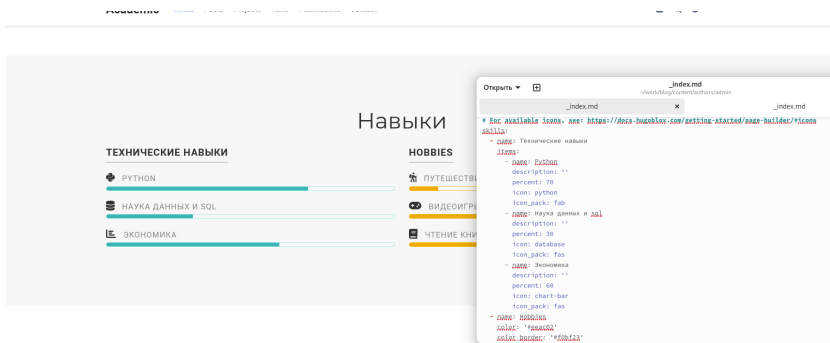 Открыть
_index.md
~/work/blog/content/authors/admin
_index.md
_index.md
Навыки
ТЕХНИЧЕСКИЕ НАВЫКИ
HOBBIES
PYTHON
НАУКА ДАННЫХ И SQL
ВИДЕОИГРЫ
ЭКОНОМИКА
ЧТЕНИЕ
# For available icons, see: https://docs.hugoblox.com/getting-started/page-builder/#icons
skills:
- name: Технические навыки
items:
- name: Python
description: ''
percent: 70
icon: python
icon_pack: fab
- name: Наука данных и sql
description: ''
percent: 30
icon: database
icon_pack: fas
- name: Экономика
description: ''
percent: 60
icon: chart-bar
icon_pack: fas
- name: Hobbies
color: '#eeac02'
color_border: '#f0bf23'